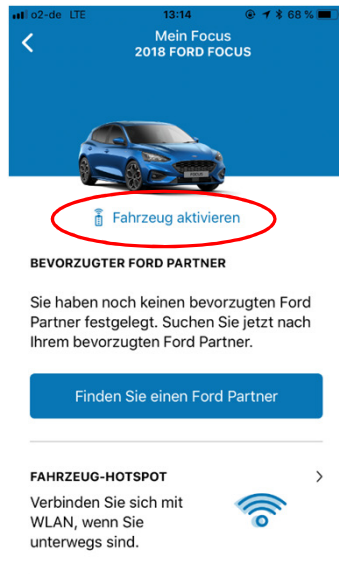 o2-de LTE 13:14 68 %
Mein Focus
2018 FORD FOCUS
FOCUS
Fahrzeug aktivieren
BEVORZUGTER FORD PARTNER
Sie haben noch keinen bevorzugten Ford
Partner festgelegt. Suchen Sie jetzt nach
Ihrem bevorzugten Ford Partner.
Finden Sie einen Ford Partner
FAHRZEUG-HOTSPOT
Verbinden Sie sich mit
WLAN, wenn Sie
unterwegs sind.